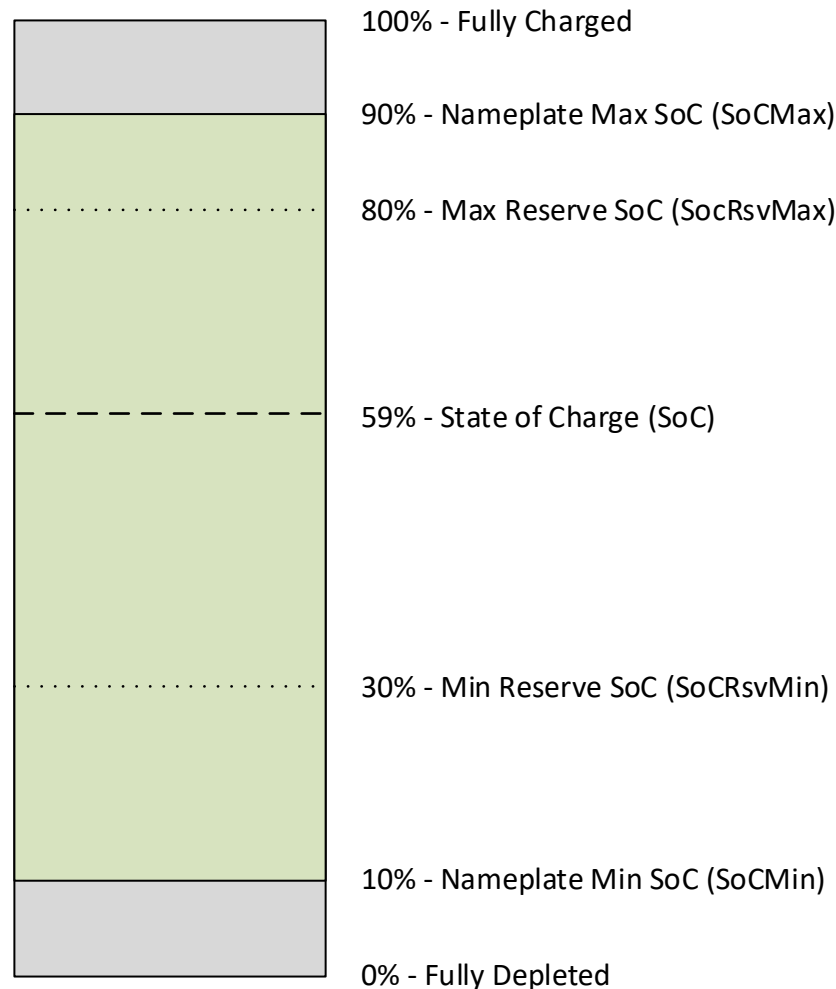 100% - Fully Charged
90% - Nameplate Max SoC (SoCMax)
80% - Max Reserve SoC (SocRsvMax)
59% - State of Charge (SoC)
30% - Min Reserve SoC (SoCRsvMin)
10% - Nameplate Min SoC (SoCMin)
0% - Fully Depleted